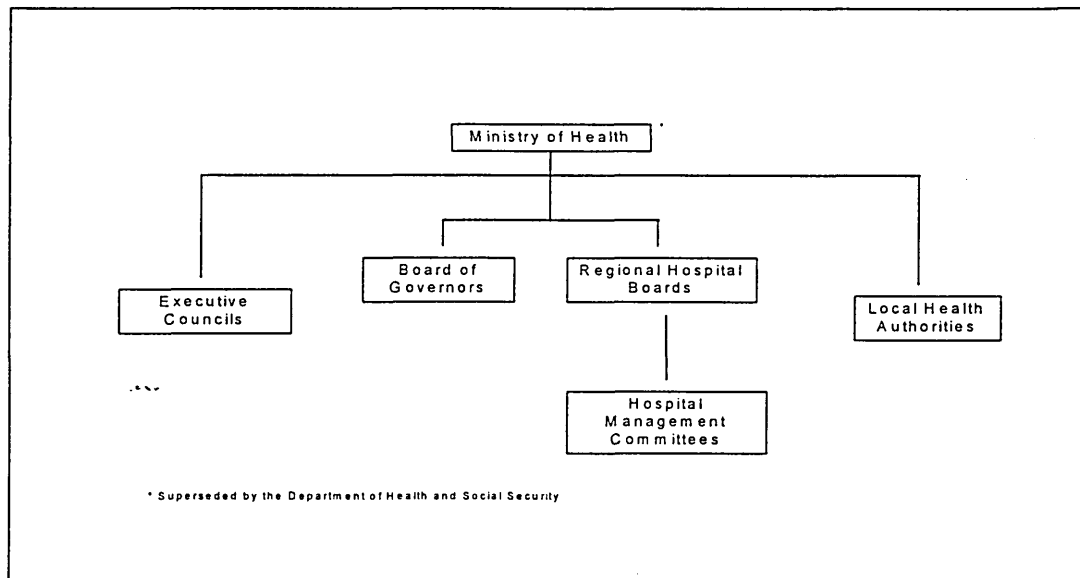 Ministry of Health *
Board of
Governors
Regional Hospital
Boards
Executive
Councils
Local Health
Authorities
Hospital
Management
Committees
* Superseded by the Department of Health and Social Security